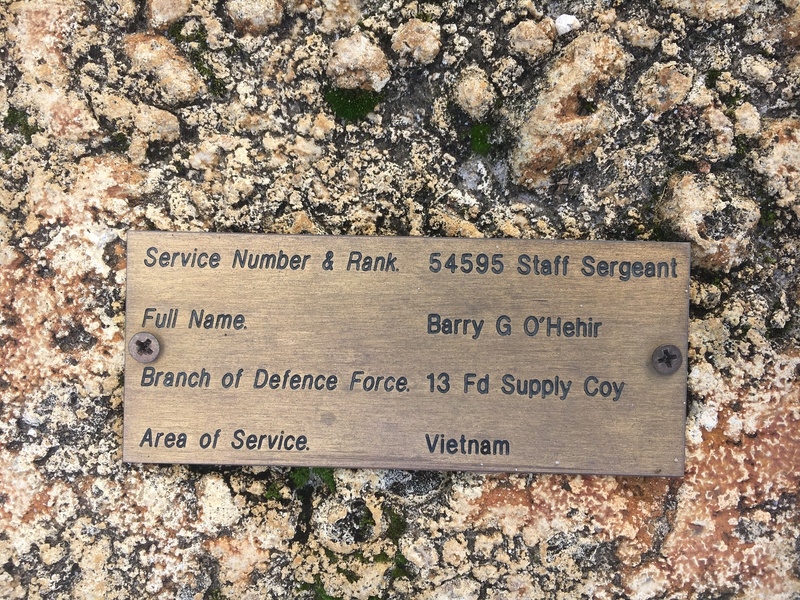 Service Number & Rank. 54595 Staff Sergeant
Full Name. Barry G O'Hehir
Branch of Defence Force. 13 Fd Supply Coy
Area of Service. Vietnam